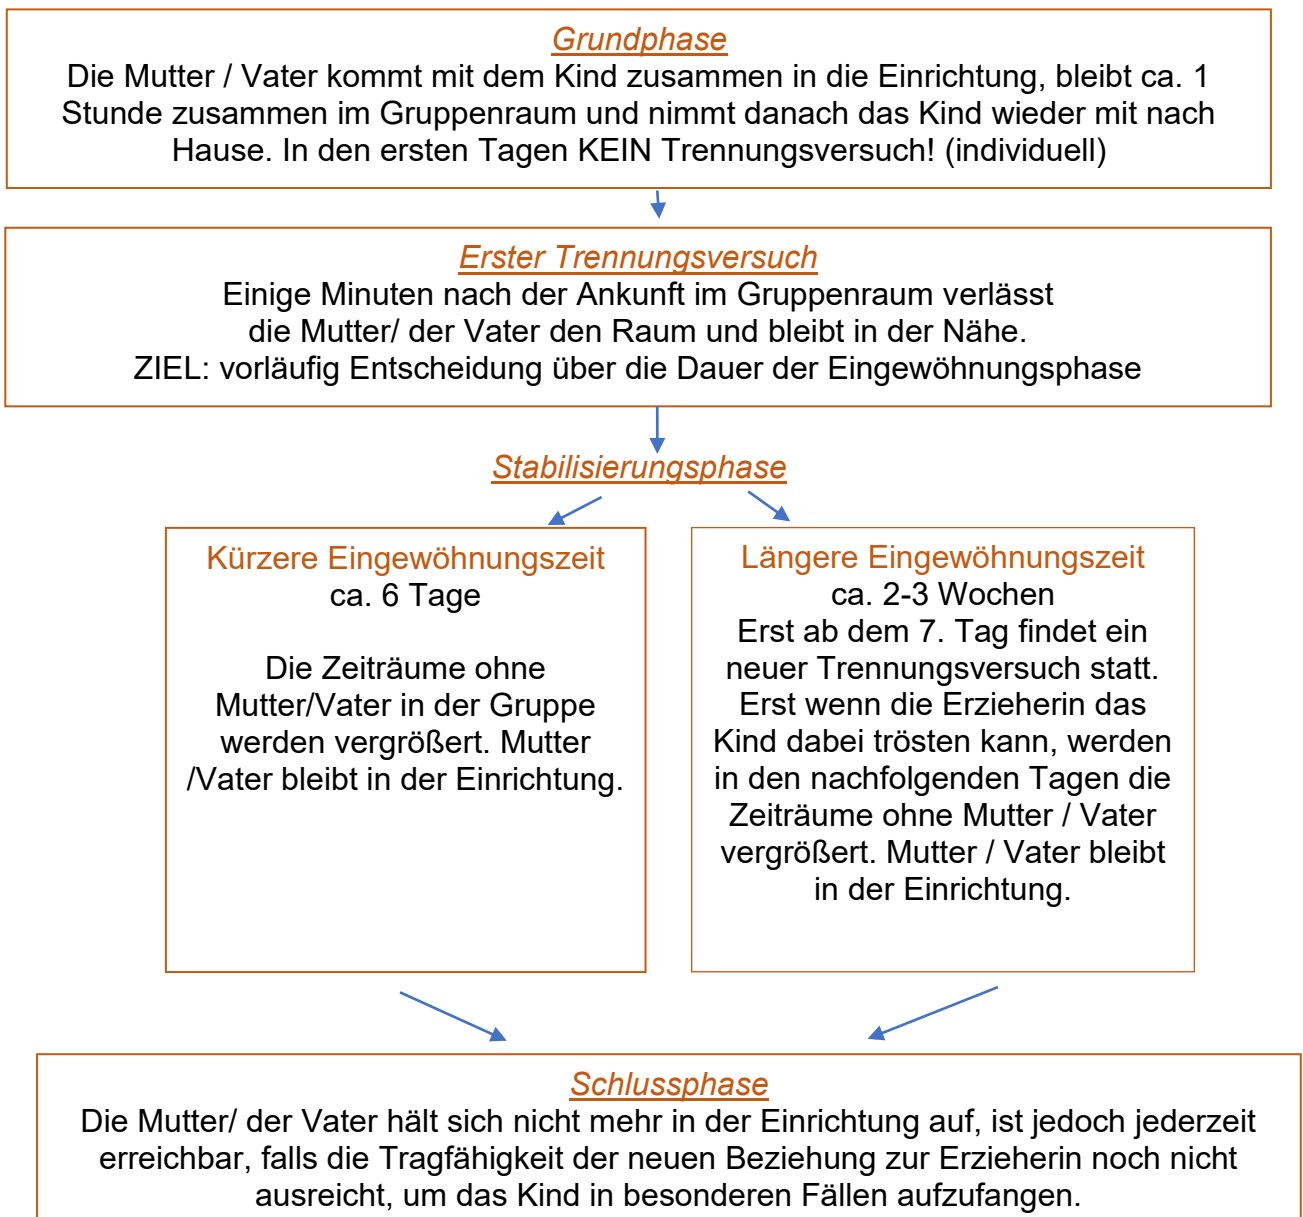 Grundphase
Die Mutter / Vater kommt mit dem Kind zusammen in die Einrichtung, bleibt ca. 1
Stunde zusammen im Gruppenraum und nimmt danach das Kind wieder mit nach
Hause. In den ersten Tagen KEIN Trennungsversuch! (individuell)
Erster Trennungsversuch
Einige Minuten nach der Ankunft im Gruppenraum verlässt
die Mutter/ der Vater den Raum und bleibt in der Nähe.
ZIEL: vorläufig Entscheidung über die Dauer der Eingewöhnungsphase
Stabilisierungsphase
Kürzere Eingewöhnungszeit
ca. 6 Tage
Die Zeiträume ohne
Mutter/Vater in der Gruppe
werden vergrößert. Mutter
/Vater bleibt in der Einrichtung.
Längere Eingewöhnungszeit
ca. 2-3 Wochen
Erst ab dem 7. Tag findet ein
neuer Trennungsversuch statt.
Erst wenn die Erzieherin das
Kind dabei trösten kann, werden
in den nachfolgenden Tagen die
Zeiträume ohne Mutter / Vater
vergrößert. Mutter / Vater bleibt
in der Einrichtung.
Schlussphase
Die Mutter/ der Vater hält sich nicht mehr in der Einrichtung auf, ist jedoch jederzeit
erreichbar, falls die Tragfähigkeit der neuen Beziehung zur Erzieherin noch nicht
ausreicht, um das Kind in besonderen Fällen aufzufangen.